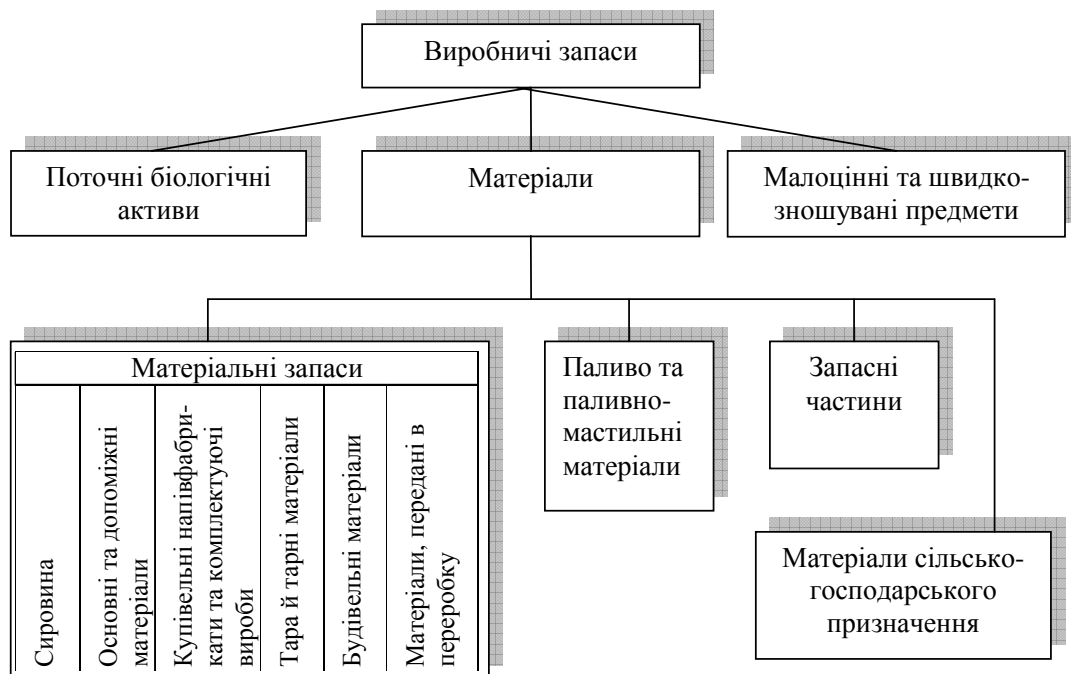 Виробничі запаси
Поточні біологічні
активи
Матеріали
Малоцінні та швидко-
зношувані предмети
Матеріальні запаси
Сировина
Основні та допоміжні
матеріали
Купівельні напівфабри-
кати та комплектуючі
вироби
Тара й тарні матеріали
Будівельні матеріали
Матеріали, передані в
переробку
Паливо та
паливно-
мастильні
матеріали
Запасні
частини
Матеріали сільсько-
господарського
призначення